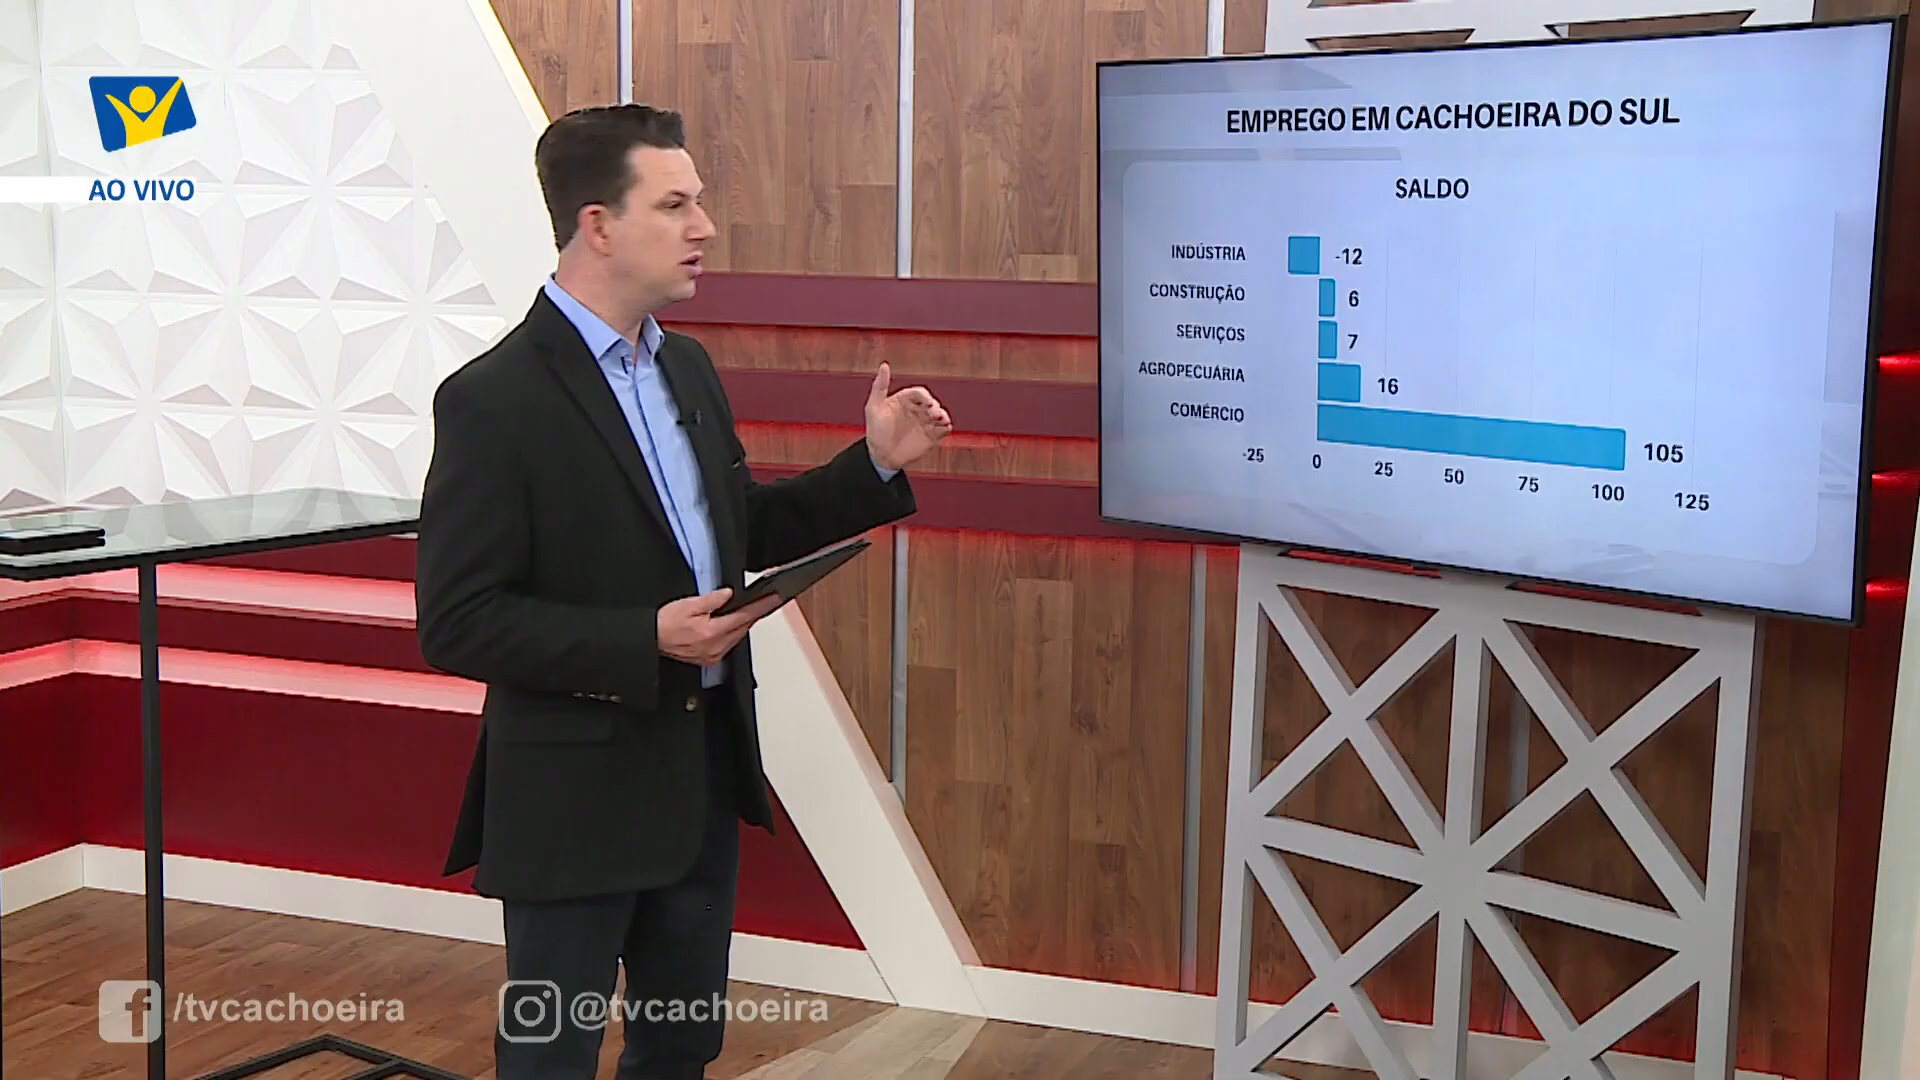 AO VIVO
EMPREGO EM CACHOEIRA DO SUL
SALDO
INDÚSTRIA -12
CONSTRUÇÃO 6
SERVIÇOS 7
AGROPECUÁRIA 16
COMÉRCIO 105
-25 0 25 50 75 100 125
/tvcachoeira @tvcachoeira